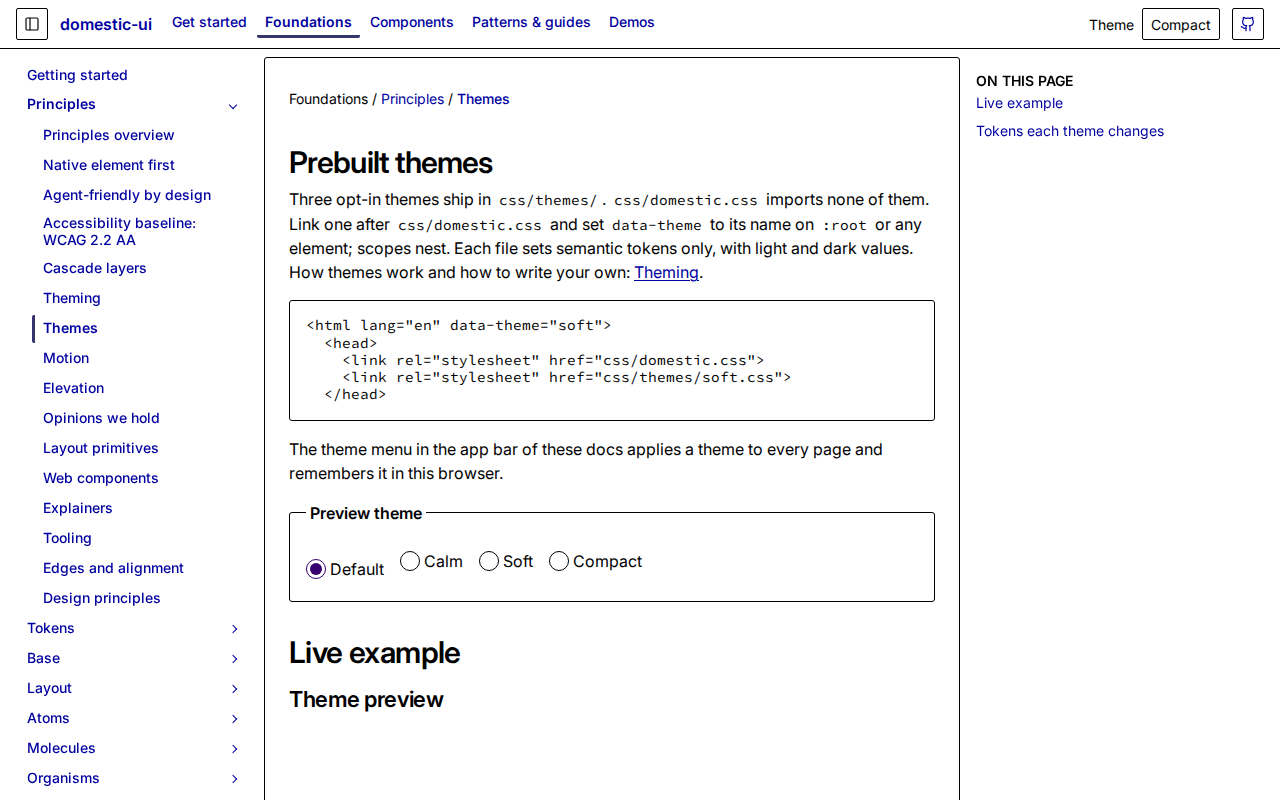 domestic-ui
Get started
Foundations
Components
Patterns & guides
Demos
Theme
Compact
Getting started
Principles
Principles overview
Native element first
Agent-friendly by design
Accessibility baseline:
WCAG 2.2 AA
Cascade layers
Theming
Themes
Motion
Elevation
Opinions we hold
Layout primitives
Web components
Explainers
Tooling
Edges and alignment
Design principles
Tokens
Base
Layout
Atoms
Molecules
Organisms
Foundations / Principles / Themes
Prebuilt themes
Three opt-in themes ship in css/themes/. css/domestic.css imports none of them.
Link one after css/domestic.css and set data-theme to its name on :root or any
element; scopes nest. Each file sets semantic tokens only, with light and dark values.
How themes work and how to write your own: Theming.
<html lang="en" data-theme="soft">
  <head>
    <link rel="stylesheet" href="css/domestic.css">
    <link rel="stylesheet" href="css/themes/soft.css">
  </head>
The theme menu in the app bar of these docs applies a theme to every page and
remembers it in this browser.
Preview theme
Default
Calm
Soft
Compact
Live example
Theme preview
ON THIS PAGE
Live example
Tokens each theme changes